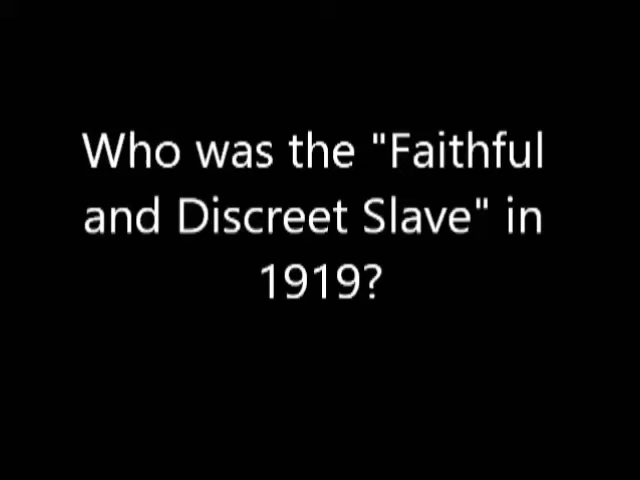 Who was the "Faithful
and Discreet Slave" in
1919?